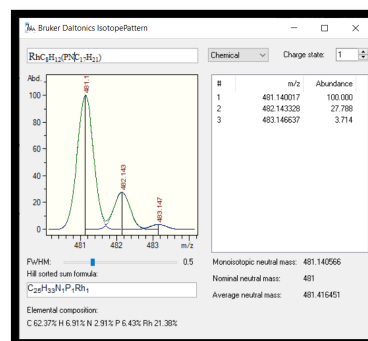 Bruker Daltonics IsotopePattern
RhC₈H₁₂(PNC₁₇H₂₁)
Chemical
Charge state: 1
Abd.
100
80
60
40
20
0
481.1
482.143
483.147
481 482 483 m/z
# m/z Abundance
1 481.140017 100.000
2 482.143328 27.788
3 483.146637 3.714
FWHM: 0.5
Hill sorted sum formula:
C₂₅H₃₃N₁P₁Rh₁
Elemental composition:
C 62.37% H 6.91% N 2.91% P 6.43% Rh 21.38%
Monoisotopic neutral mass: 481.140566
Nominal neutral mass: 481
Average neutral mass: 481.416451